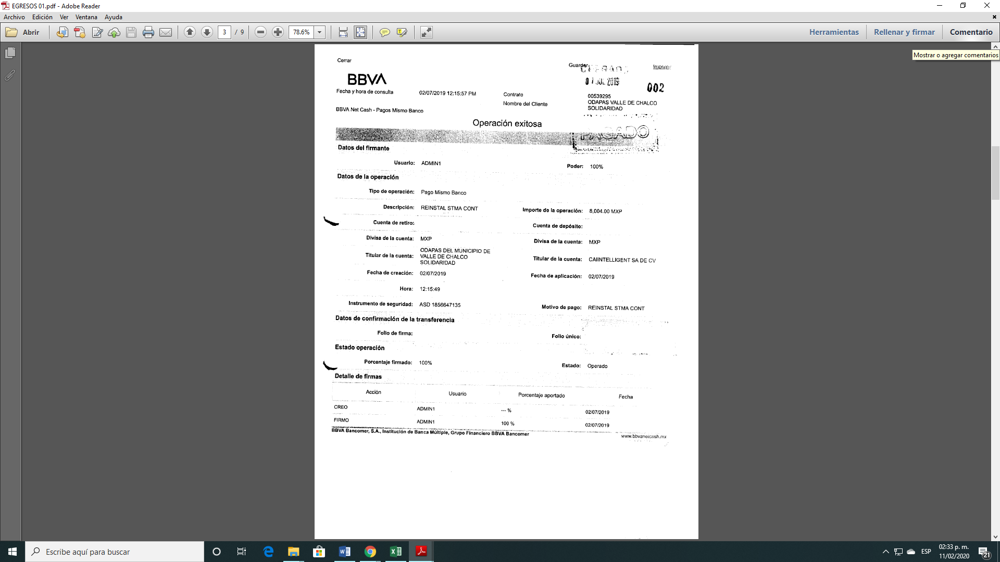 EGRESOS 01.pdf - Adobe Reader
Archivo Edición Ver Ventana Ayuda
Abrir 3 / 9 78.6% Herramientas Rellenar y firmar Comentario
Mostrar o agregar comentarios
Cerrar Guardar Imprimir
07 JUL 2019
002
BBVA
Fecha y hora de consulta 02/07/2019 12:15:57 PM Contrato 00539295
Nombre del Cliente ODAPAS VALLE DE CHALCO
SOLIDARIDAD
BBVA Net Cash - Pagos Mismo Banco
Operación exitosa
PAGADO
Datos del firmante
Usuario: ADMIN1 Poder: 100%
Datos de la operación
Tipo de operación: Pago Mismo Banco
Descripción: REINSTAL STMA CONT Importe de la operación: 8,004.00 MXP
Cuenta de retiro: Cuenta de depósito:
Divisa de la cuenta: MXP Divisa de la cuenta: MXP
Titular de la cuenta: ODAPAS DEL MUNICIPIO DE
VALLE DE CHALCO
SOLIDARIDAD
Titular de la cuenta: CAIINTELLIGENT SA DE CV
Fecha de creación: 02/07/2019 Fecha de aplicación: 02/07/2019
Hora: 12:15:49
Instrumento de seguridad: ASD 1856647135 Motivo de pago: REINSTAL STMA CONT
Datos de confirmación de la transferencia
Folio de firma: Folio único:
Estado operación
Porcentaje firmado: 100% Estado: Operado
Detalle de firmas
Acción Usuario Porcentaje aportado Fecha
CREO ADMIN1 --- % 02/07/2019
FIRMO ADMIN1 100 % 02/07/2019
BBVA Bancomer, S.A., Institución de Banca Múltiple, Grupo Financiero BBVA Bancomer
www.bbvanetcash.mx
Escribe aquí para buscar
ESP
02:33 p. m.
11/02/2020
21